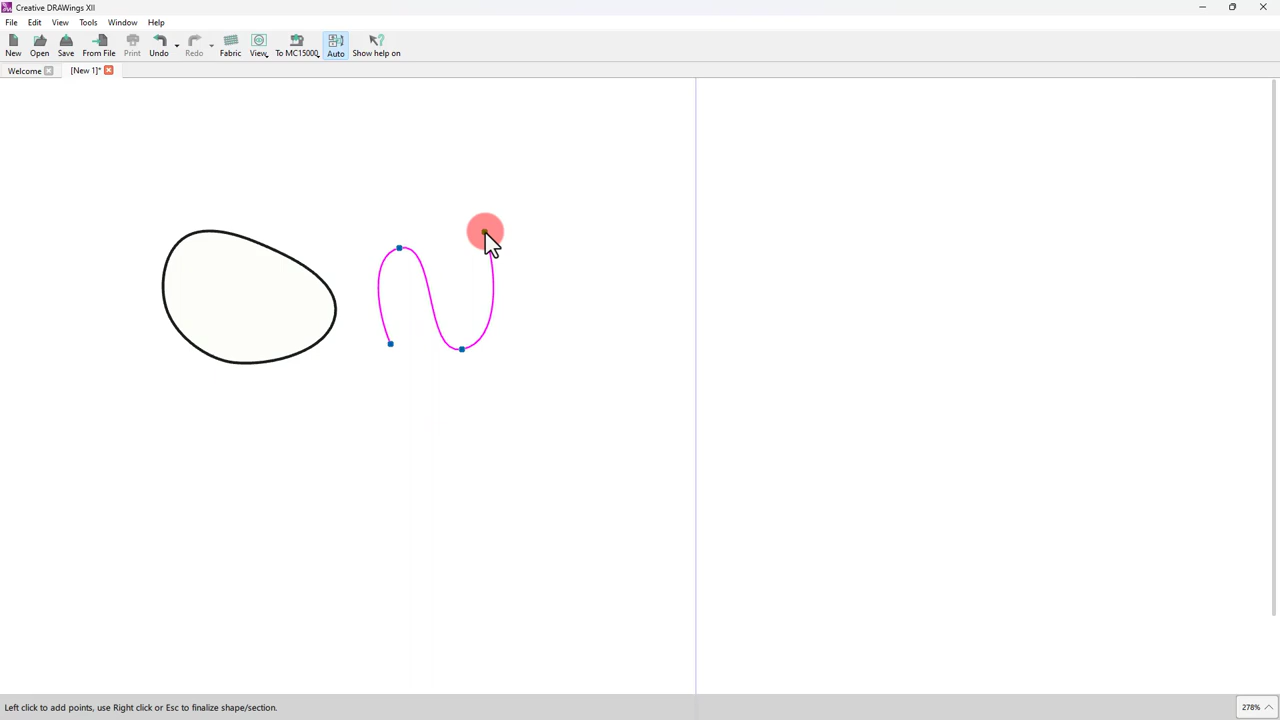 Creative DRAWings XII
File Edit View Tools Window Help
New Open Save From File Print Undo Redo Fabric View To MC15000 Auto Show help on
Welcome [New 1]*
Left click to add points, use Right click or Esc to finalize shape/section.
278%